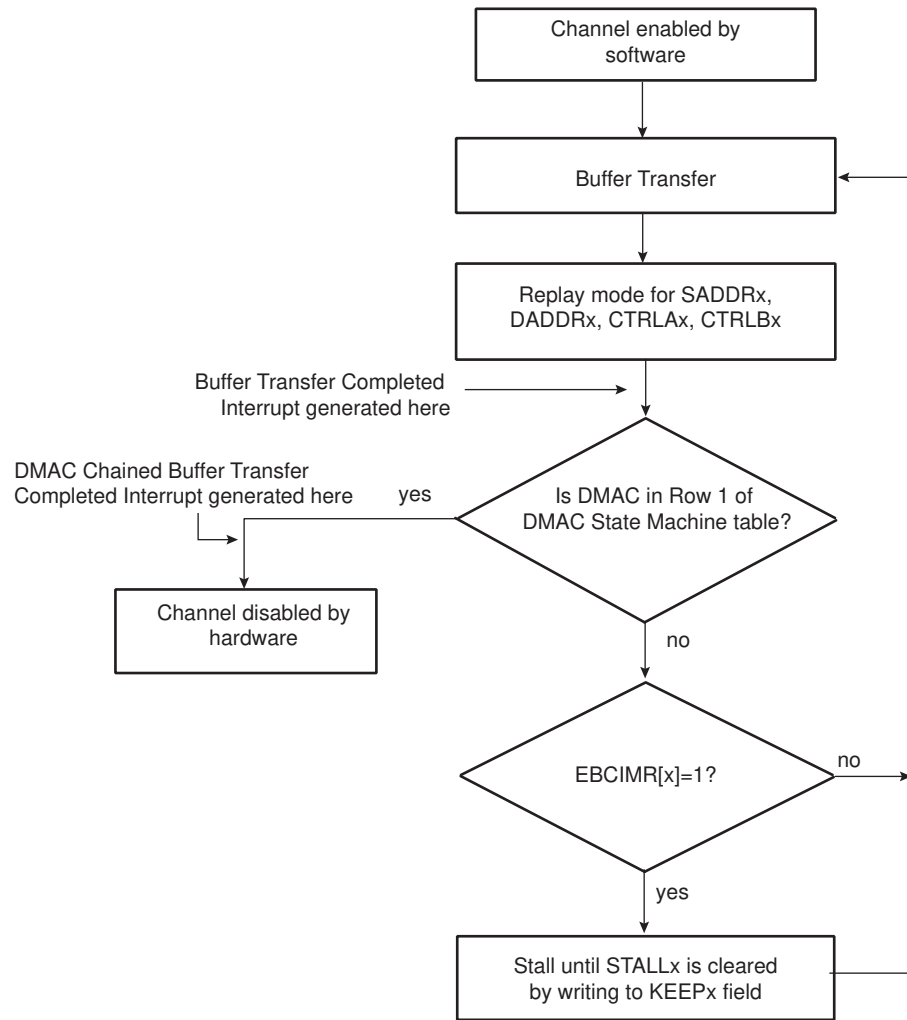 Channel enabled by
software
Buffer Transfer
Replay mode for SADDRx,
DADDRx, CTRLAx, CTRLBx
Buffer Transfer Completed
Interrupt generated here
DMAC Chained Buffer Transfer
Completed Interrupt generated here
yes
Is DMAC in Row 1 of
DMAC State Machine table?
Channel disabled by
hardware
no
EBCIMR[x]=1?
no
yes
Stall until STALLx is cleared
by writing to KEEPx field